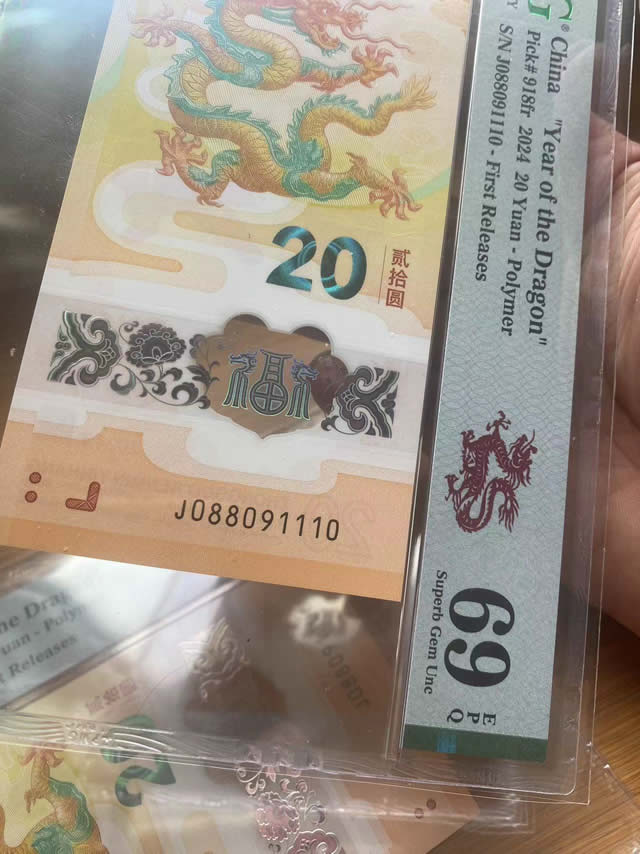 20
贰拾圆
J088091110
G®
China "Year of the Dragon"
Pick# 918fr 2024 20 Yuan - Polymer
S/N J088091110 - First Releases
69
EPQ
Superb Gem Unc
Releases